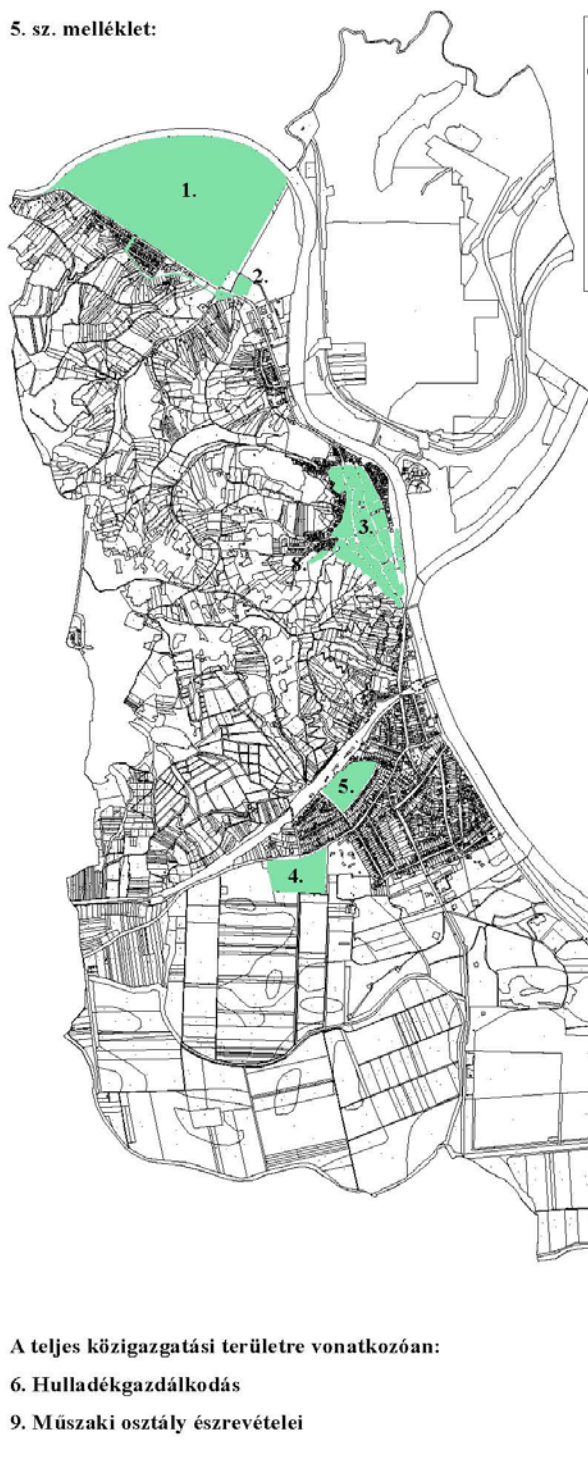 5. sz. melléklet:
1.
2.
3.
8.
5.
4.
A teljes közigazgatási területre vonatkozóan:
6. Hulladékgazdálkodás
9. Műszaki osztály észrevételei